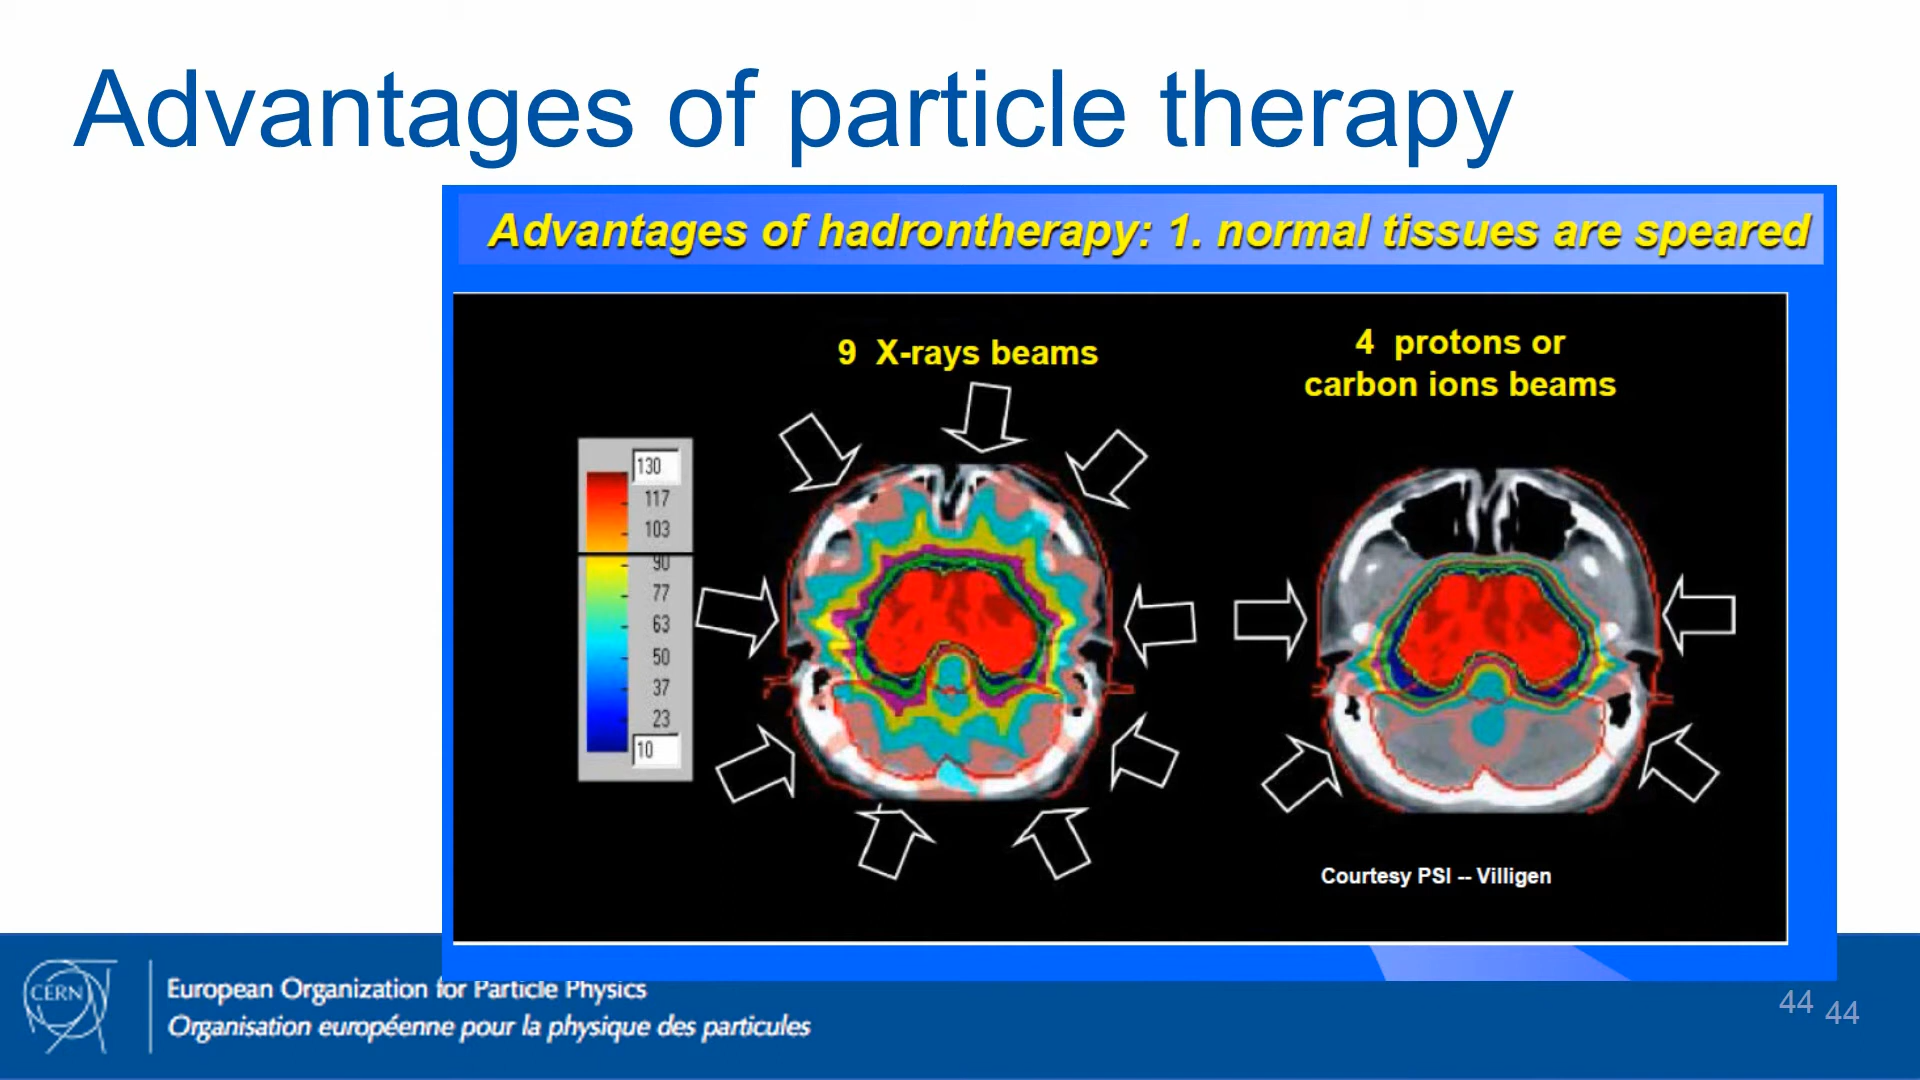 Advantages of particle therapy
Advantages of hadrontherapy: 1. normal tissues are speared
9 X-rays beams
4 protons or
carbon ions beams
130
117
103
90
77
63
50
37
23
10
Courtesy PSI -- Villigen
CERN
European Organization for Particle Physics
Organisation européenne pour la physique des particules
44
44